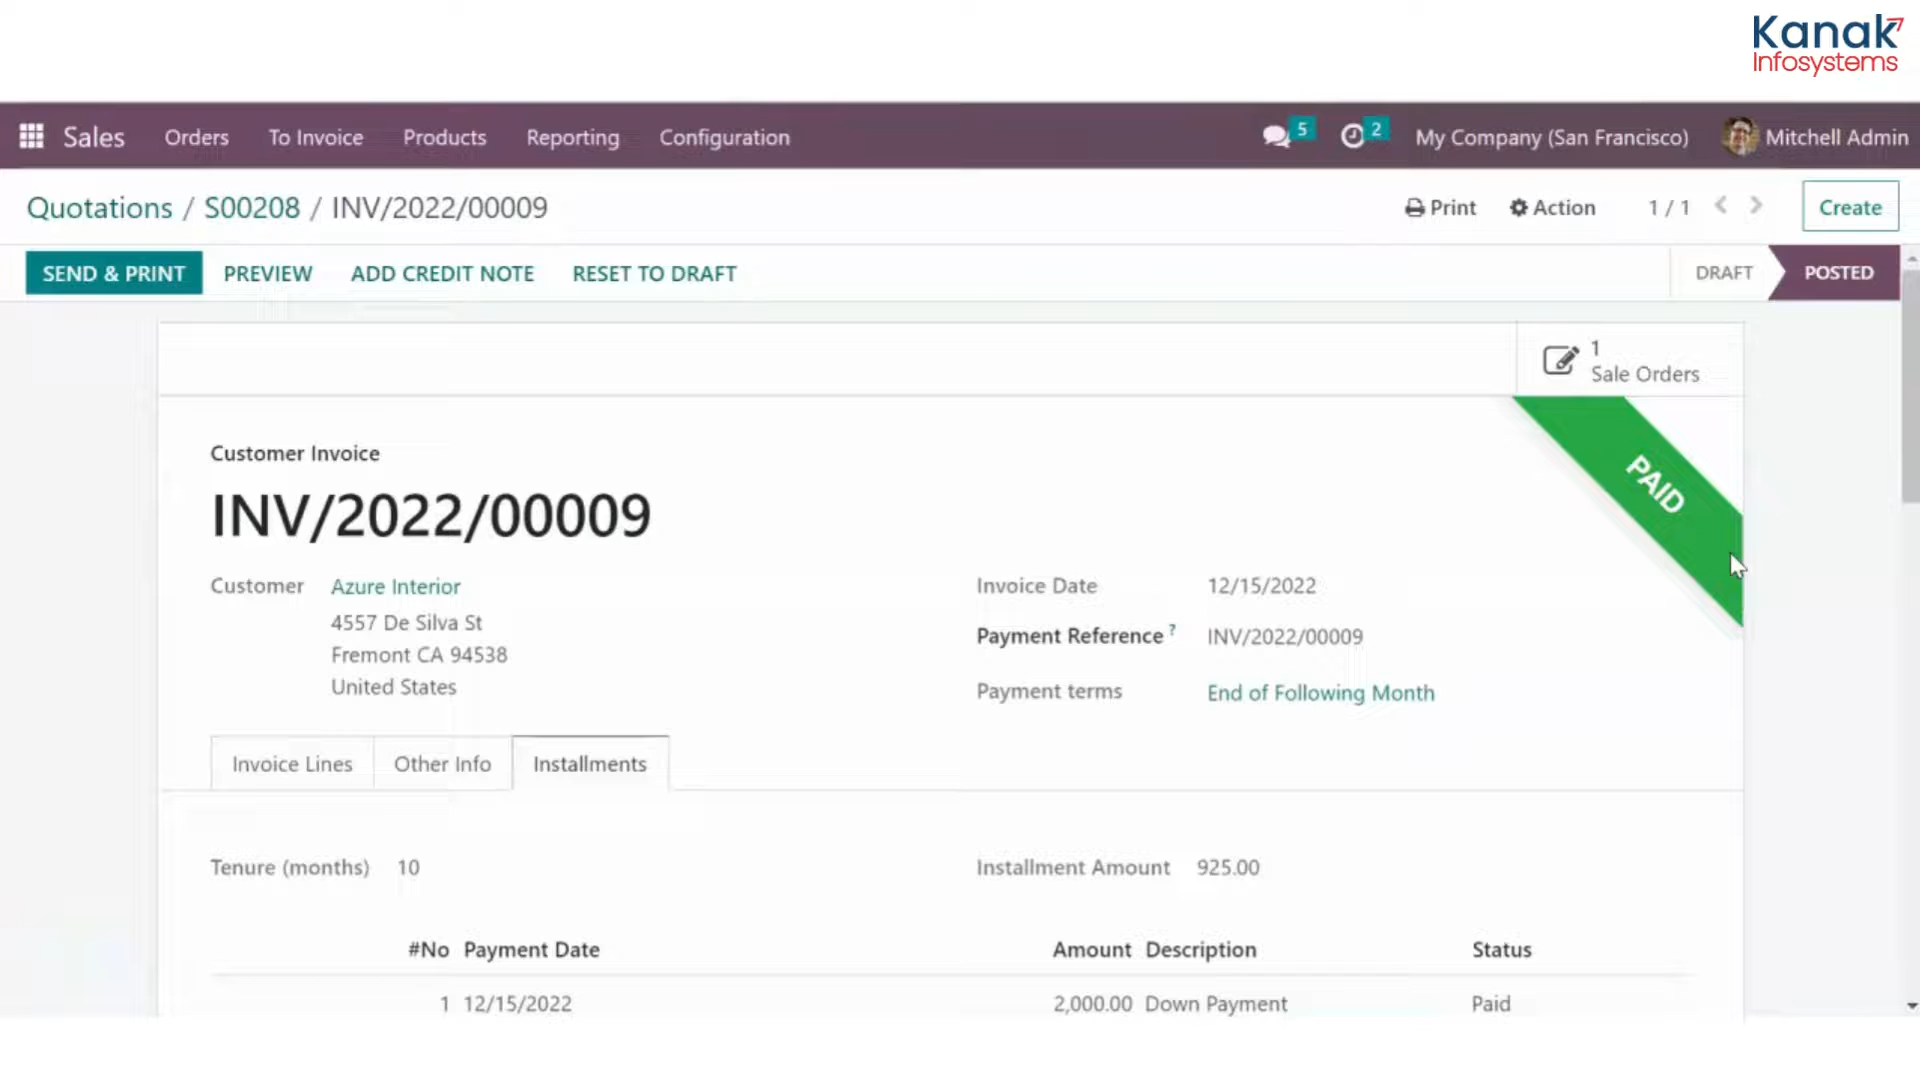 Kanak
Infosystems
Sales Orders To Invoice Products Reporting Configuration 5 2 My Company (San Francisco) Mitchell Admin
Quotations / S00208 / INV/2022/00009 Print Action 1 / 1 Create
SEND & PRINT PREVIEW ADD CREDIT NOTE RESET TO DRAFT DRAFT POSTED
1
Sale Orders
PAID
Customer Invoice
INV/2022/00009
Customer Azure Interior Invoice Date 12/15/2022
4557 De Silva St
Payment Reference ? INV/2022/00009
Fremont CA 94538
United States
Payment terms End of Following Month
Invoice Lines Other Info Installments
Tenure (months) 10 Installment Amount 925.00
#No Payment Date Amount Description Status
1 12/15/2022 2,000.00 Down Payment Paid